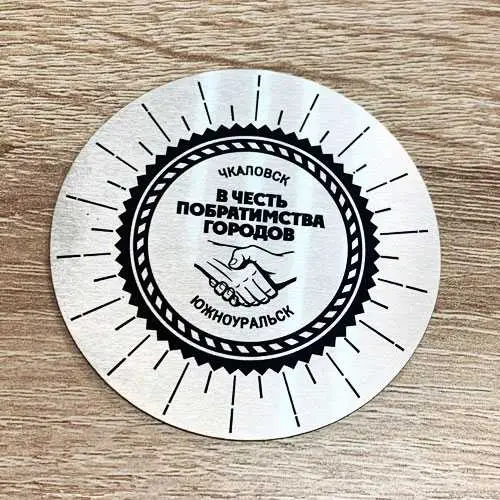 ЧКАЛОВСК
В ЧЕСТЬ
ПОБРАТИМСТВА
ГОРОДОВ
ЮЖНОУРАЛЬСК